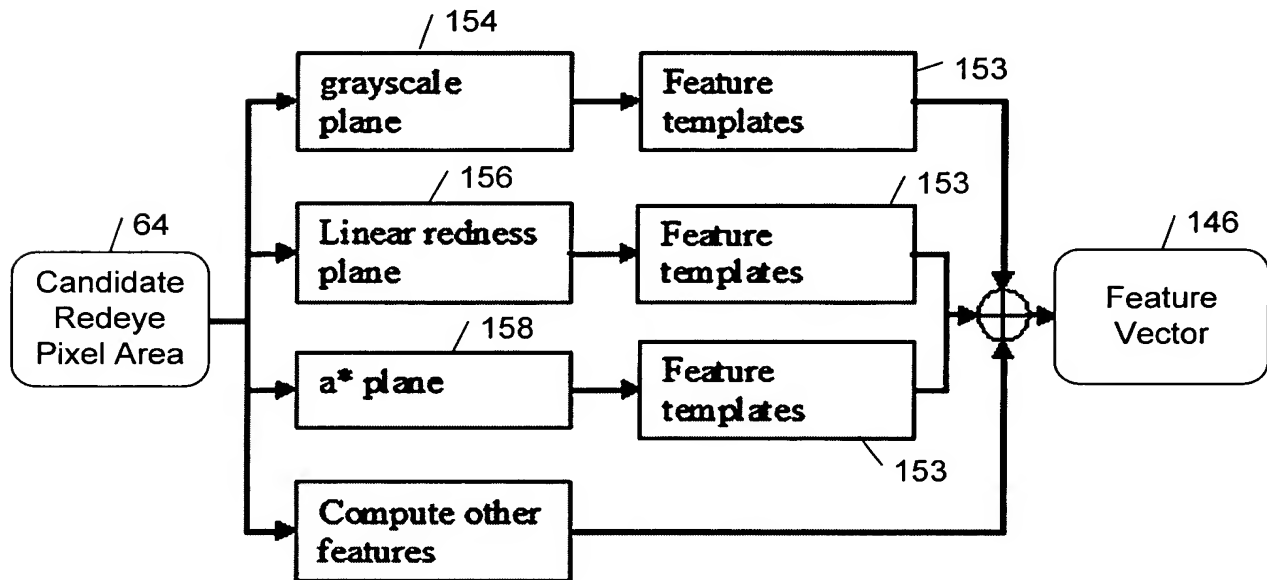 154
grayscale
plane
153
Feature
templates
156
Linear redness
plane
153
Feature
templates
64
Candidate
Redeye
Pixel Area
146
Feature
Vector
158
a* plane
Feature
templates
153
Compute other
features